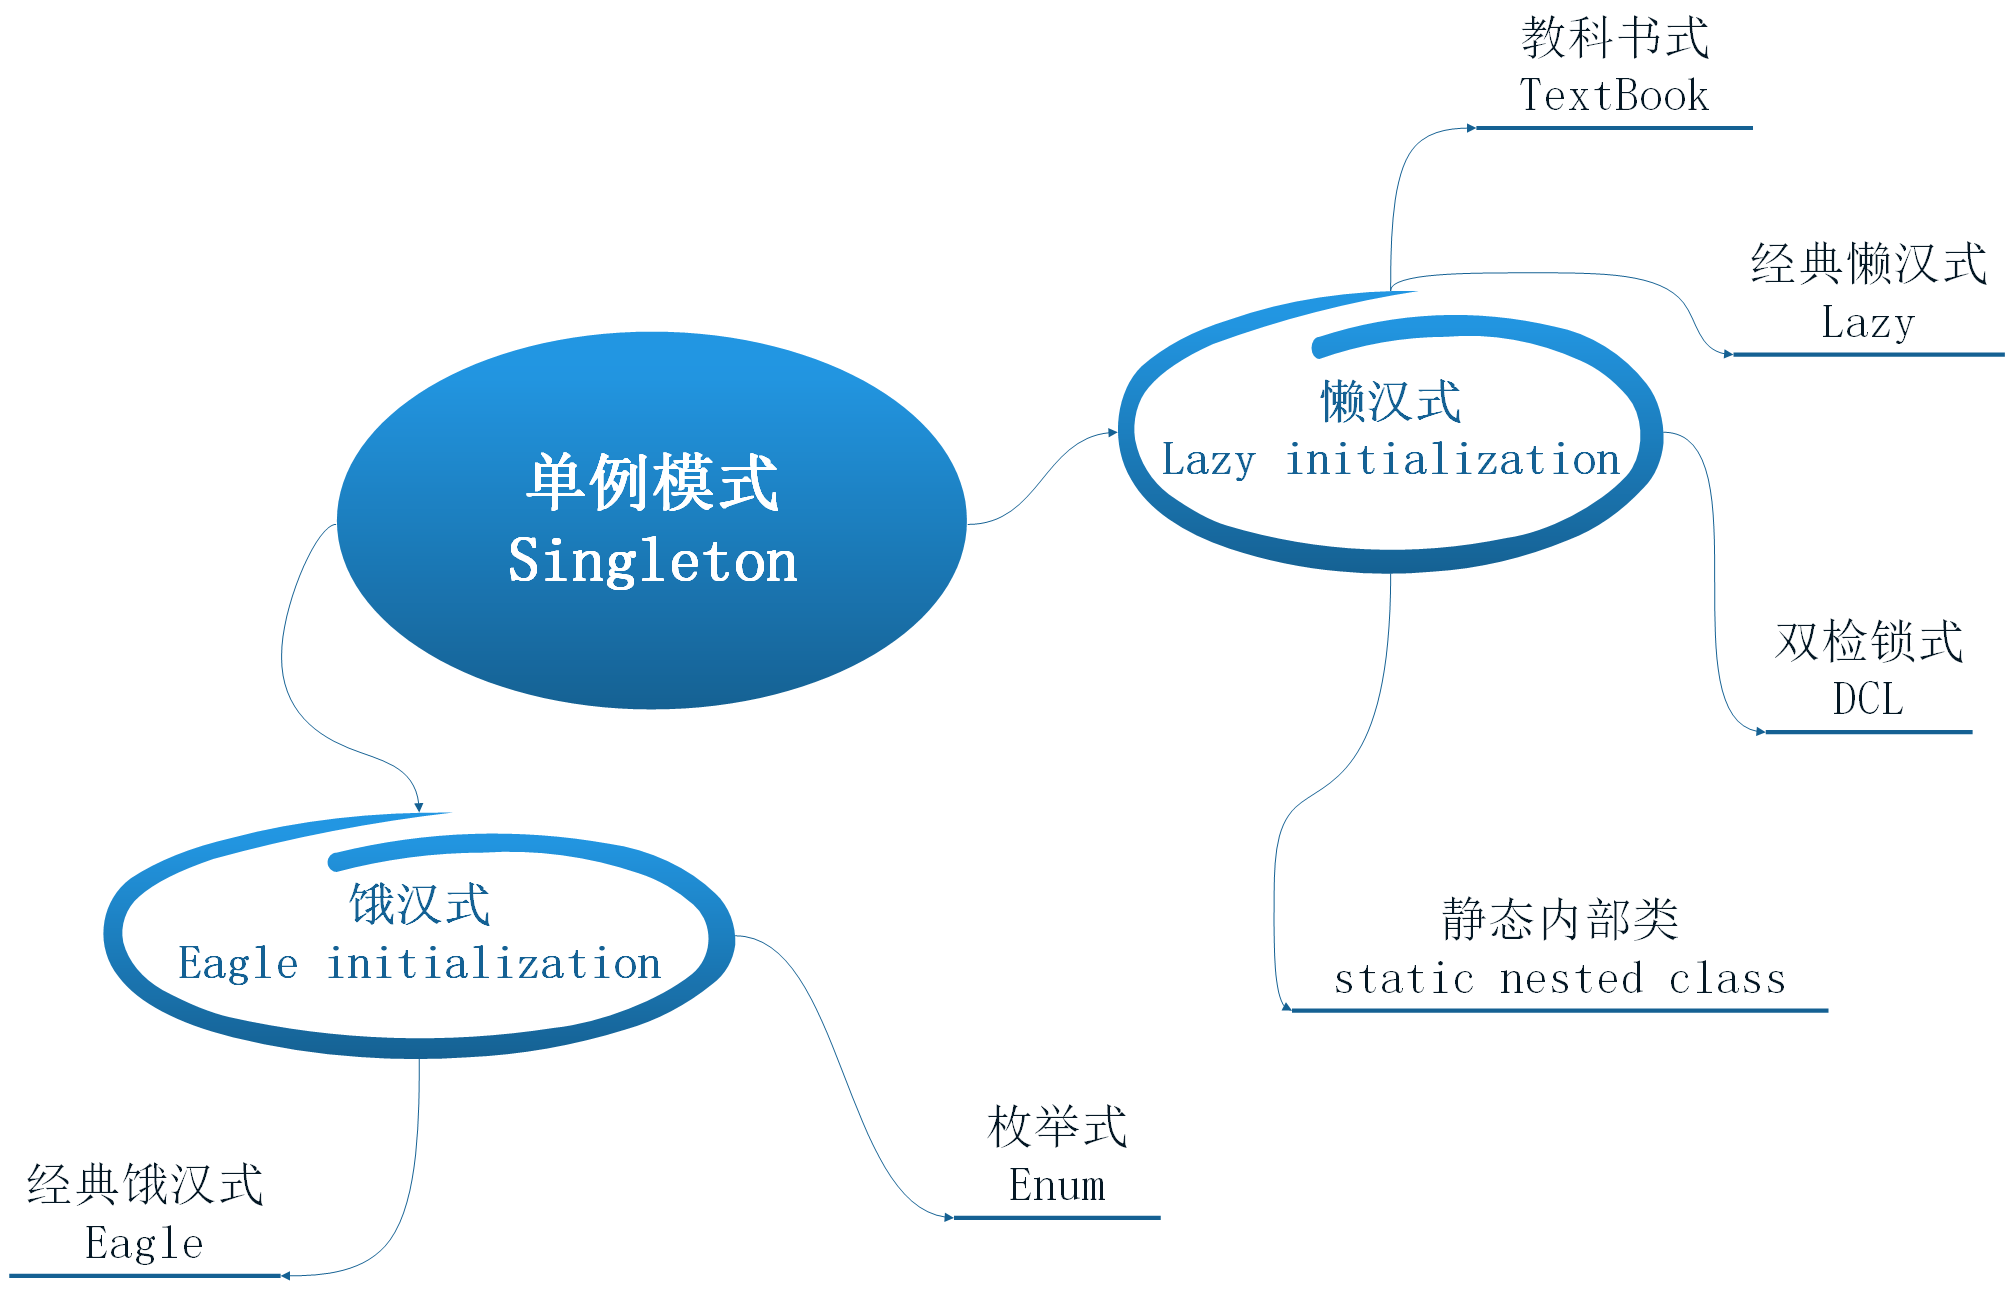 教科书式
TextBook
经典懒汉式
Lazy
懒汉式
Lazy initialization
单例模式
Singleton
双检锁式
DCL
静态内部类
static nested class
饿汉式
Eagle initialization
枚举式
Enum
经典饿汉式
Eagle